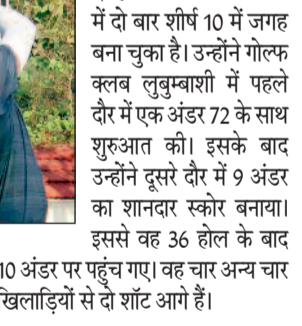 में दो बार शीर्ष 10 में जगह
बना चुका है। उन्होंने गोल्फ
क्लब लुबुम्बाशी में पहले
दौर में एक अंडर 72 के साथ
शुरुआत की। इसके बाद
उन्होंने दूसरे दौर में 9 अंडर
का शानदार स्कोर बनाया।
इससे वह 36 होल के बाद
10 अंडर पर पहुंच गए। वह चार अन्य चार
खिलाड़ियों से दो शॉट आगे हैं।